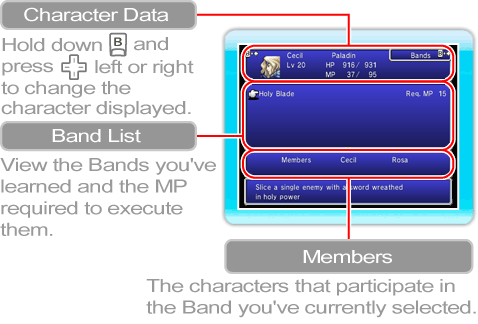 Character Data
Hold down B and
press left or right
to change the
character displayed.
Band List
View the Bands you've
learned and the MP
required to execute
them.
B
Cecil Paladin Bands B
Lv 20 HP 916/ 931
MP 37/ 95
Holy Blade Req. MP 15
Members Cecil Rosa
Slice a single enemy with a sword wreathed
in holy power
Members
The characters that participate in
the Band you've currently selected.